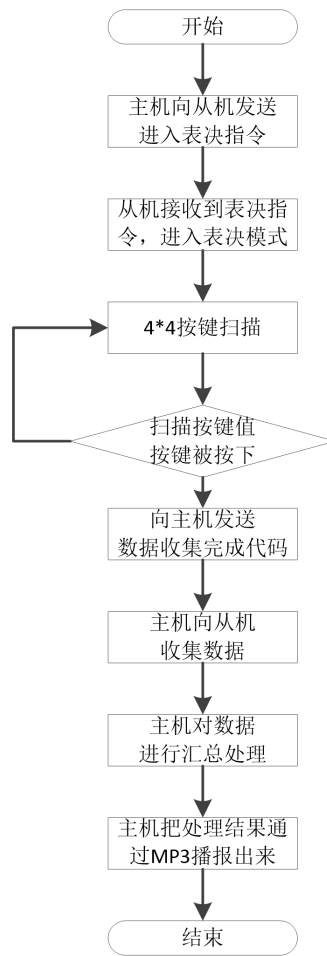 开始
主机向从机发送
进入表决指令
从机接收到表决指
令，进入表决模式
4*4按键扫描
扫描按键值
按键被按下
向主机发送
数据收集完成代码
主机向从机
收集数据
主机对数据
进行汇总处理
主机把处理结果通
过MP3播报出来
结束